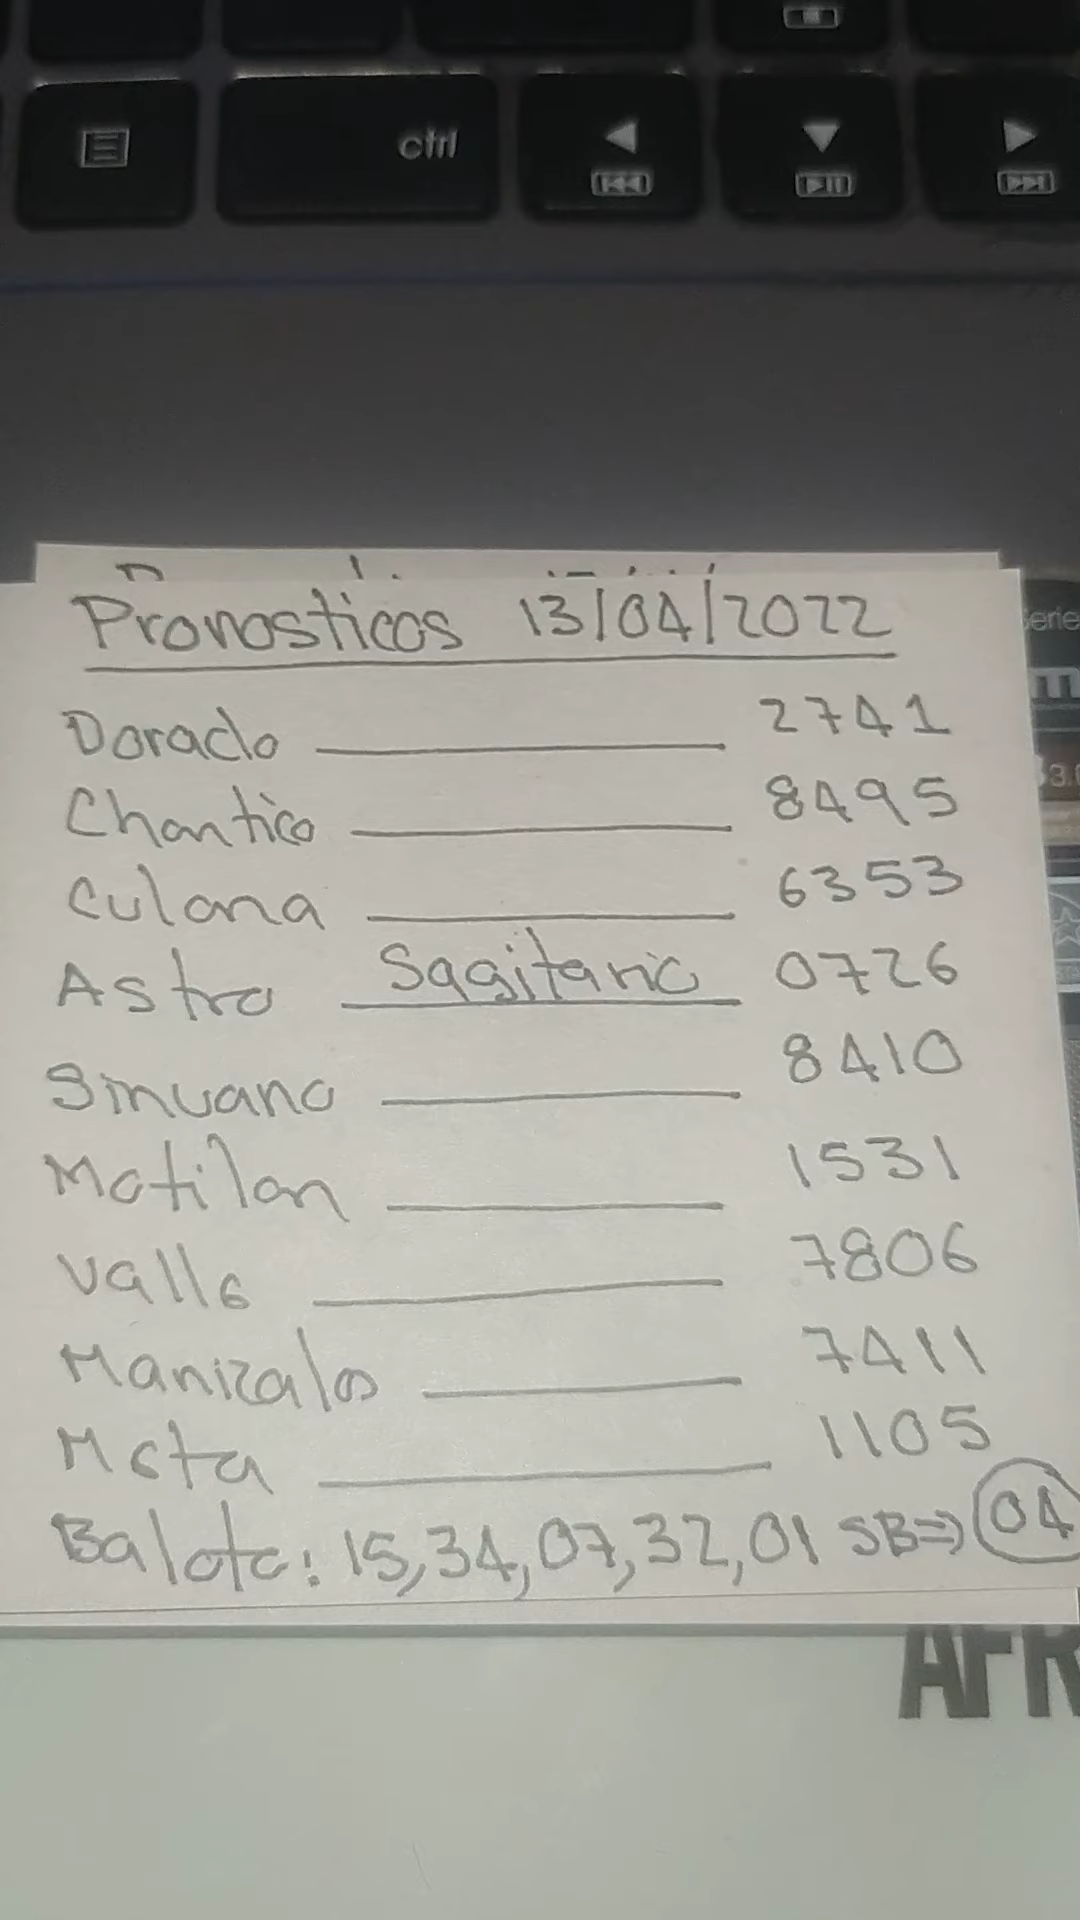 ctrl
Pronosticos 13/04/2022
Dorado 2741
Chontico 8495
Culona 6353
Astro Sagitario 0726
Sinuano 8410
Motilon 1531
Valle 7806
Manizales 7411
Meta 1105
Baloto: 15,34,07,32,01 SB⇒ 04